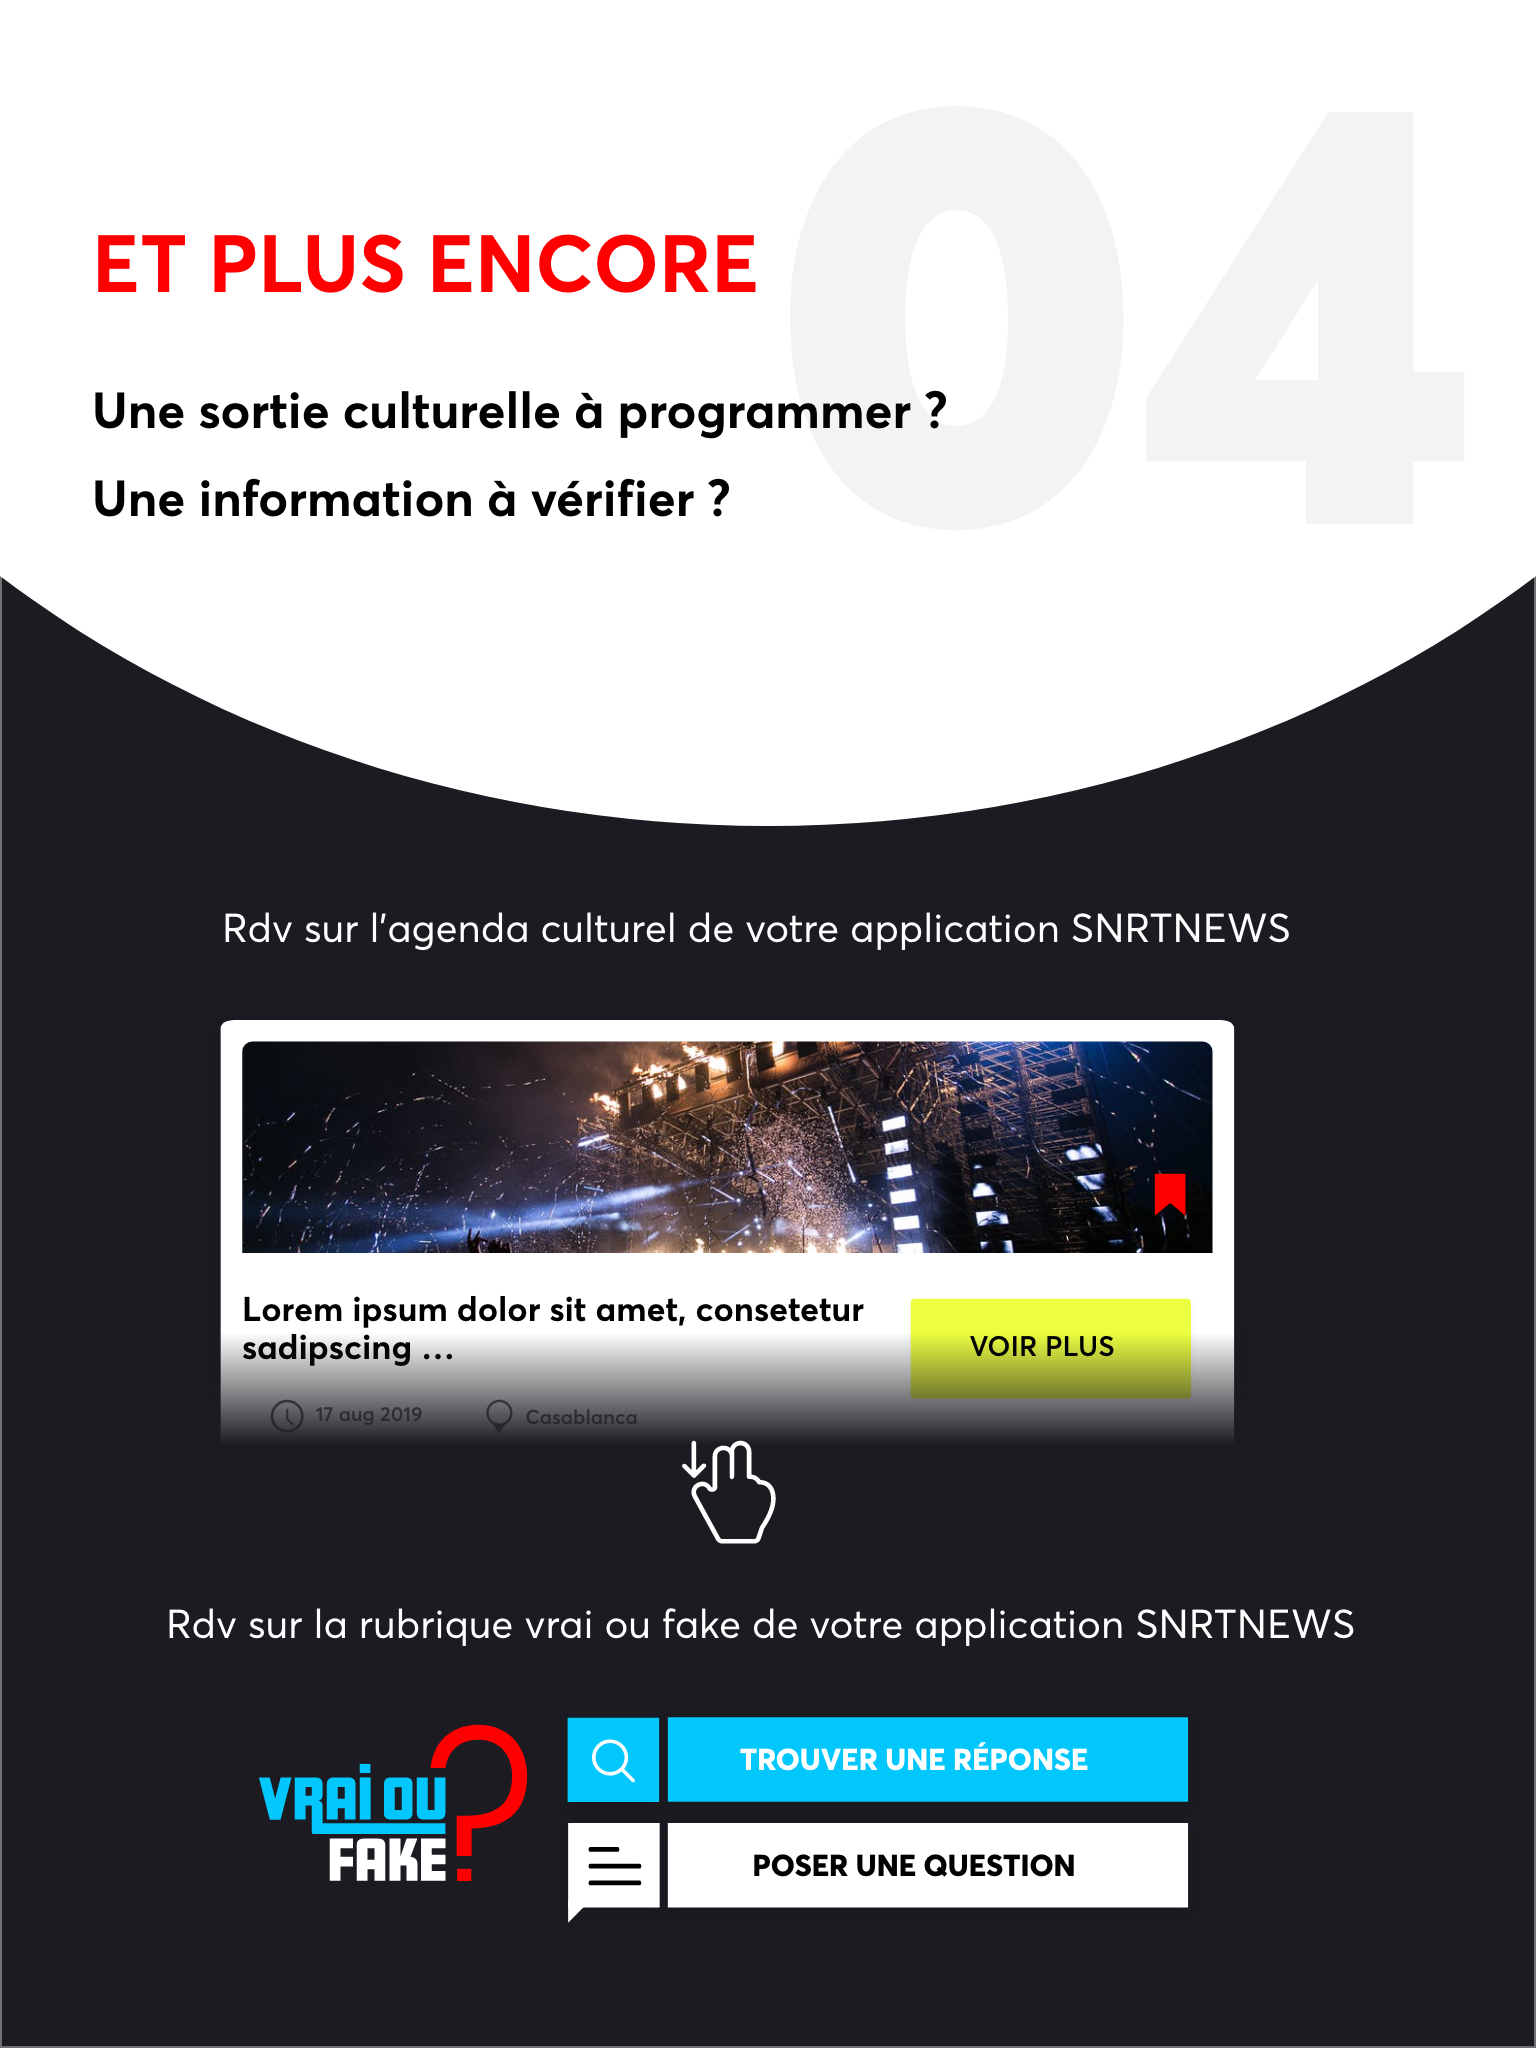 04
ET PLUS ENCORE
Une sortie culturelle à programmer ?
Une information à vérifier ?
Rdv sur l'agenda culturel de votre application SNRTNEWS
Lorem ipsum dolor sit amet, consetetur
sadipscing ...
VOIR PLUS
17 aug 2019
Casablanca
Rdv sur la rubrique vrai ou fake de votre application SNRTNEWS
VRAI OU
FAKE ?
TROUVER UNE RÉPONSE
POSER UNE QUESTION